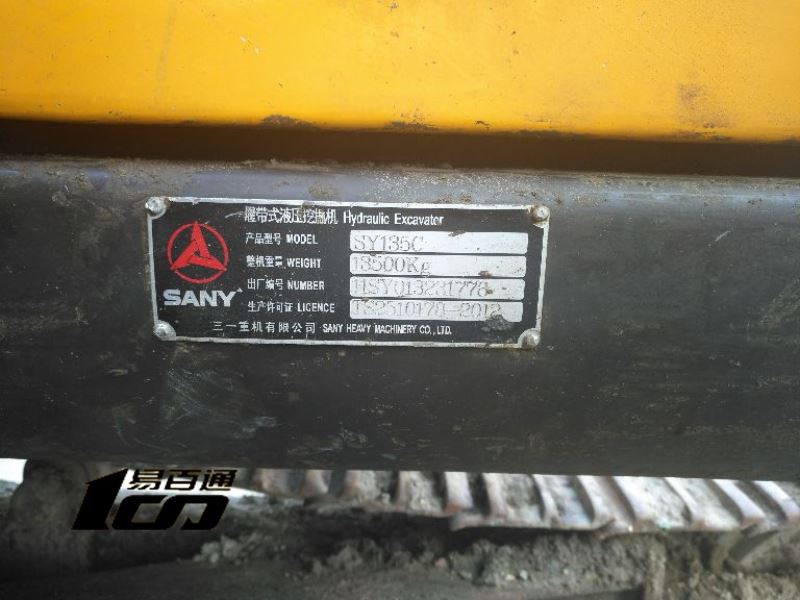 履带式液压挖掘机 Hydraulic Excavator
产品型号 MODEL SY135C
整机重量 WEIGHT 13500Kg
出厂编号 NUMBER
生产许可证 LICENCE
SANY
三一重机有限公司 SANY HEAVY MACHINERY CO.,LTD.
易百通